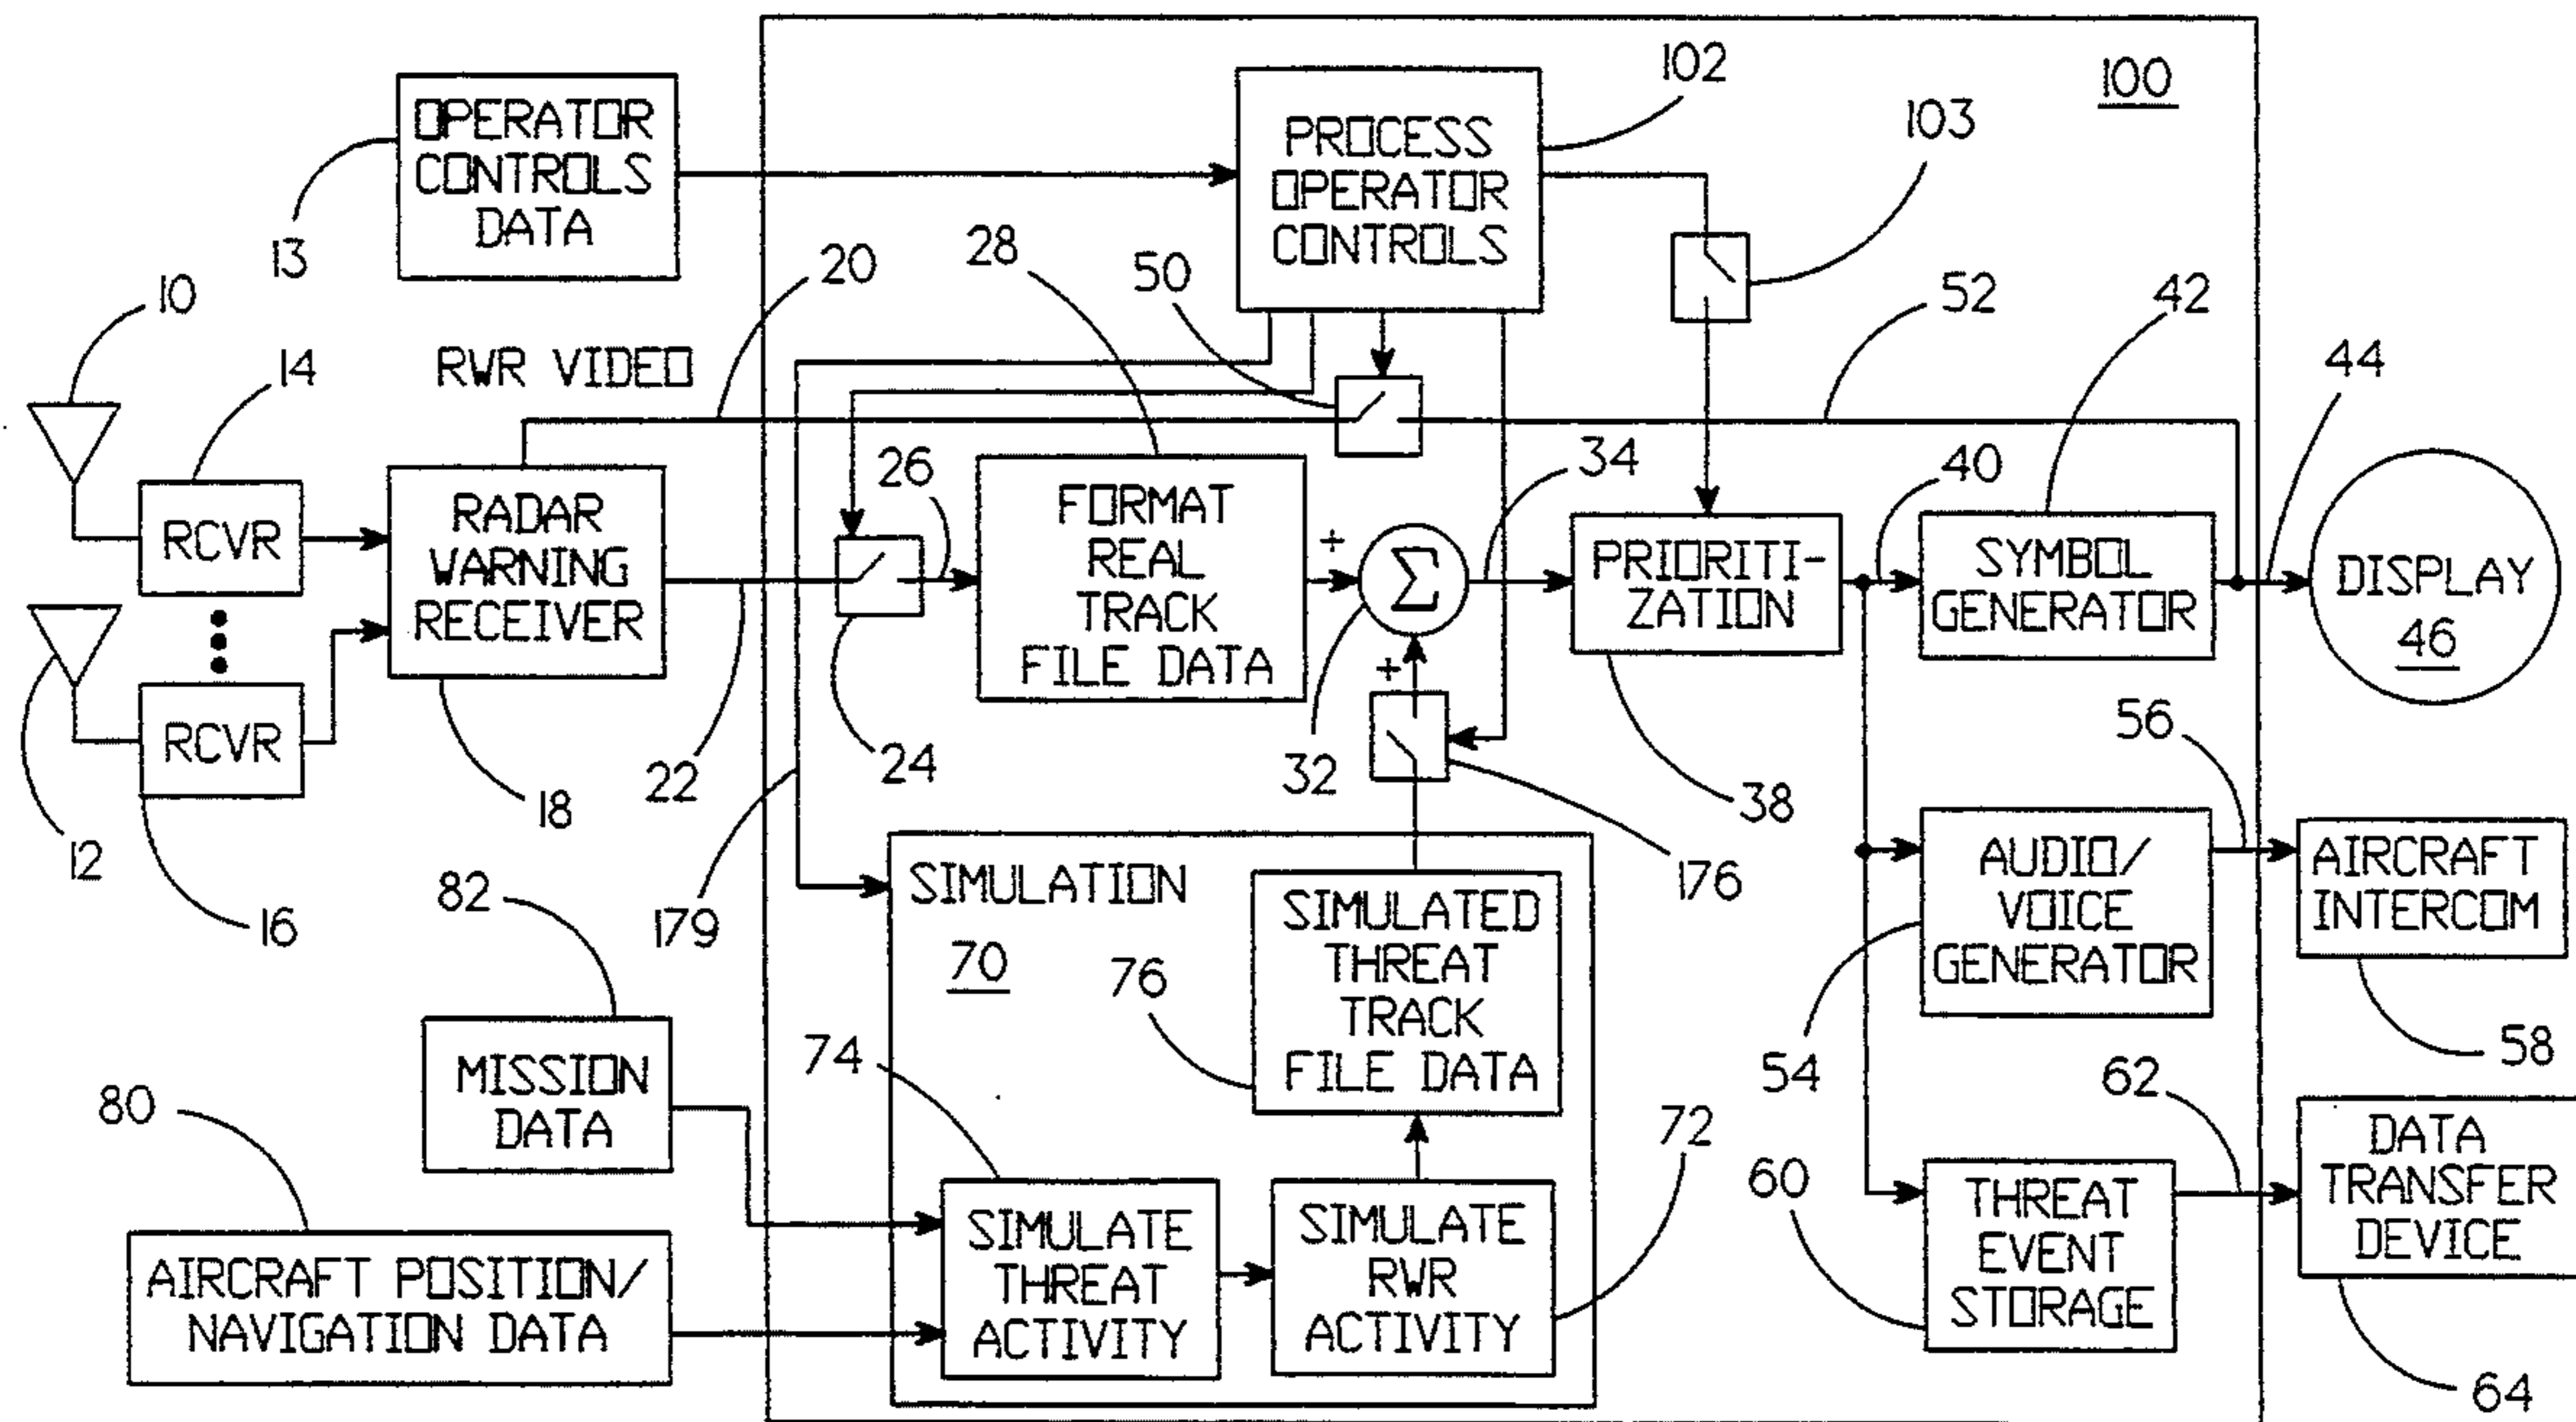 100
102
103
OPERATOR
CONTROLS
DATA
13
PROCESS
OPERATOR
CONTROLS
10
14
RWR VIDEO
20
28
50
52
42
44
RCVR
RADAR
WARNING
RECEIVER
26
FORMAT
REAL
TRACK
FILE DATA
+
Σ
34
PRIORITI-
ZATION
40
SYMBOL
GENERATOR
DISPLAY
46
12
RCVR
16
18
22
24
32
+
38
176
56
179
SIMULATION
70
SIMULATED
THREAT
TRACK
FILE DATA
76
AUDIO/
VOICE
GENERATOR
54
AIRCRAFT
INTERCOM
58
82
MISSION
DATA
80
AIRCRAFT POSITION/
NAVIGATION DATA
74
SIMULATE
THREAT
ACTIVITY
SIMULATE
RWR
ACTIVITY
72
60
THREAT
EVENT
STORAGE
62
DATA
TRANSFER
DEVICE
64